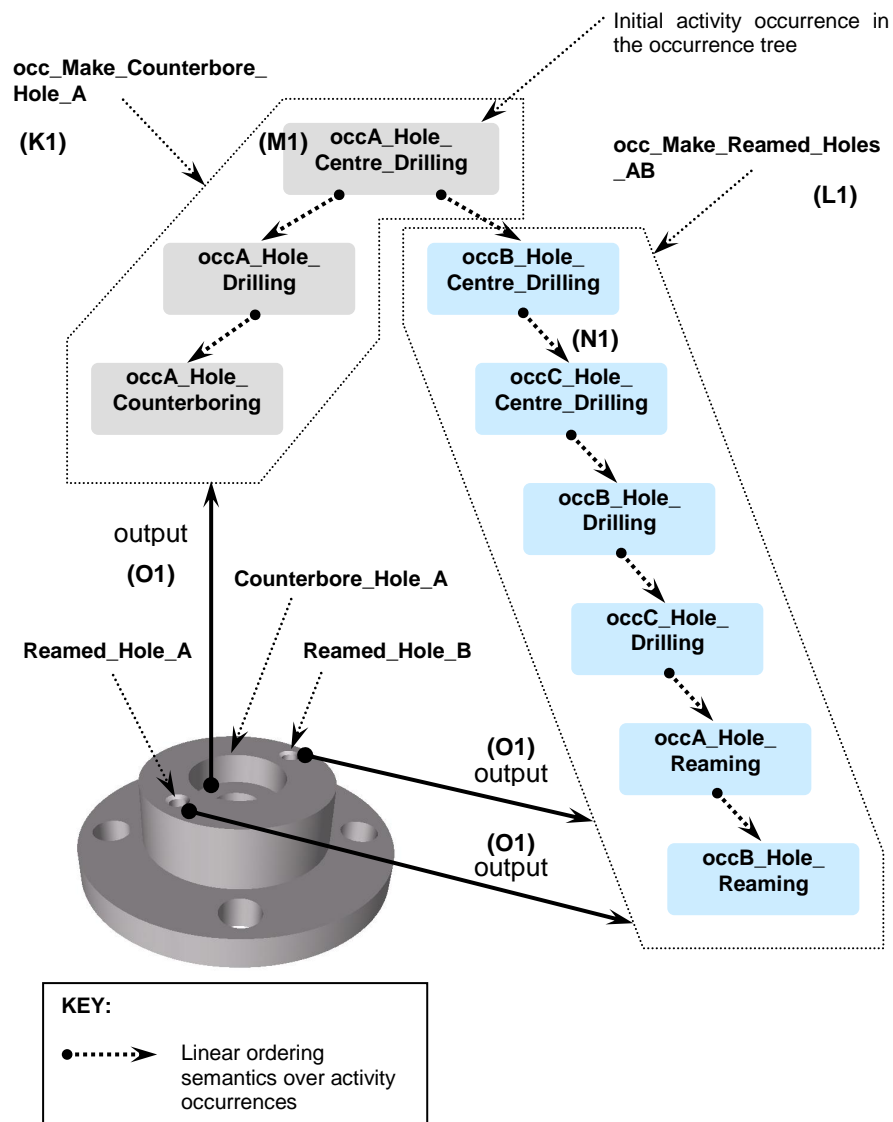 Initial activity occurrence in
the occurrence tree
occ_Make_Counterbore_
Hole_A
(K1)
(M1)
occA_Hole_
Centre_Drilling
occ_Make_Reamed_Holes
_AB
(L1)
occA_Hole_
Drilling
occB_Hole_
Centre_Drilling
(N1)
occA_Hole_
Counterboring
occC_Hole_
Centre_Drilling
occB_Hole_
Drilling
output
(O1)
Counterbore_Hole_A
occC_Hole_
Drilling
Reamed_Hole_A
Reamed_Hole_B
occA_Hole_
Reaming
(O1)
output
(O1)
output
occB_Hole_
Reaming
KEY:
Linear ordering
semantics over activity
occurrences